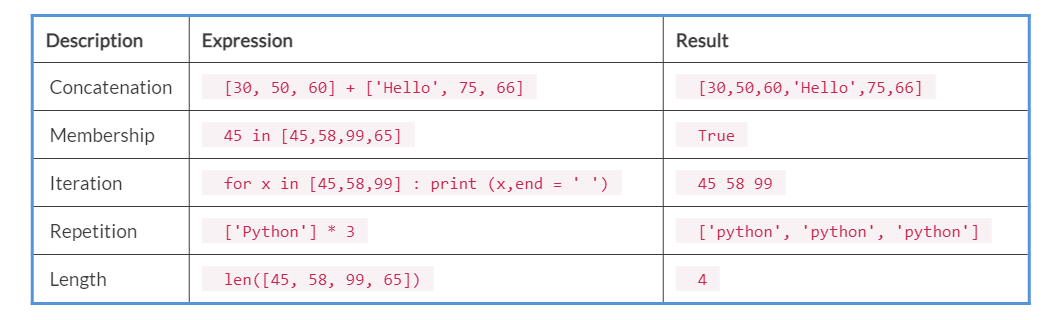 Description Expression Result
Concatenation [30, 50, 60] + ['Hello', 75, 66] [30,50,60,'Hello',75,66]
Membership 45 in [45,58,99,65] True
Iteration for x in [45,58,99] : print (x,end = ' ') 45 58 99
Repetition ['Python'] * 3 ['python', 'python', 'python']
Length len([45, 58, 99, 65]) 4